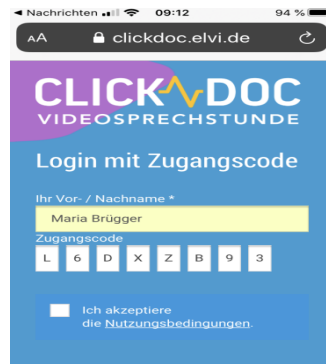 Nachrichten 09:12 94 %
AA clickdoc.elvi.de
CLICK DOC
VIDEOSPRECHSTUNDE
Login mit Zugangscode
Ihr Vor- / Nachname *
Maria Brügger
Zugangscode
L 6 D X Z B 9 3
Ich akzeptiere
die Nutzungsbedingungen.